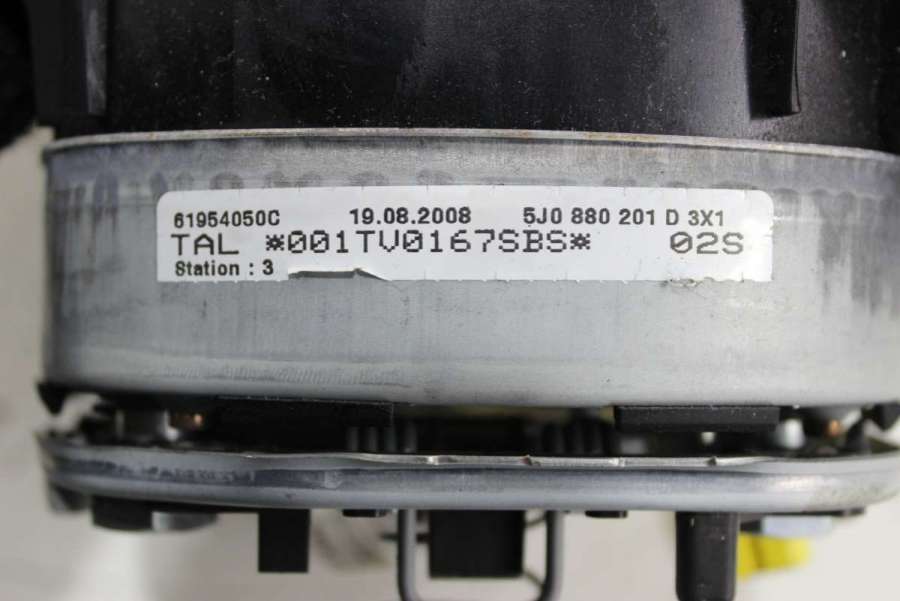 61954050C 19.08.2008 5J0 880 201 D 3X1
TAL *001TV0167SBS* 02S
Station : 3